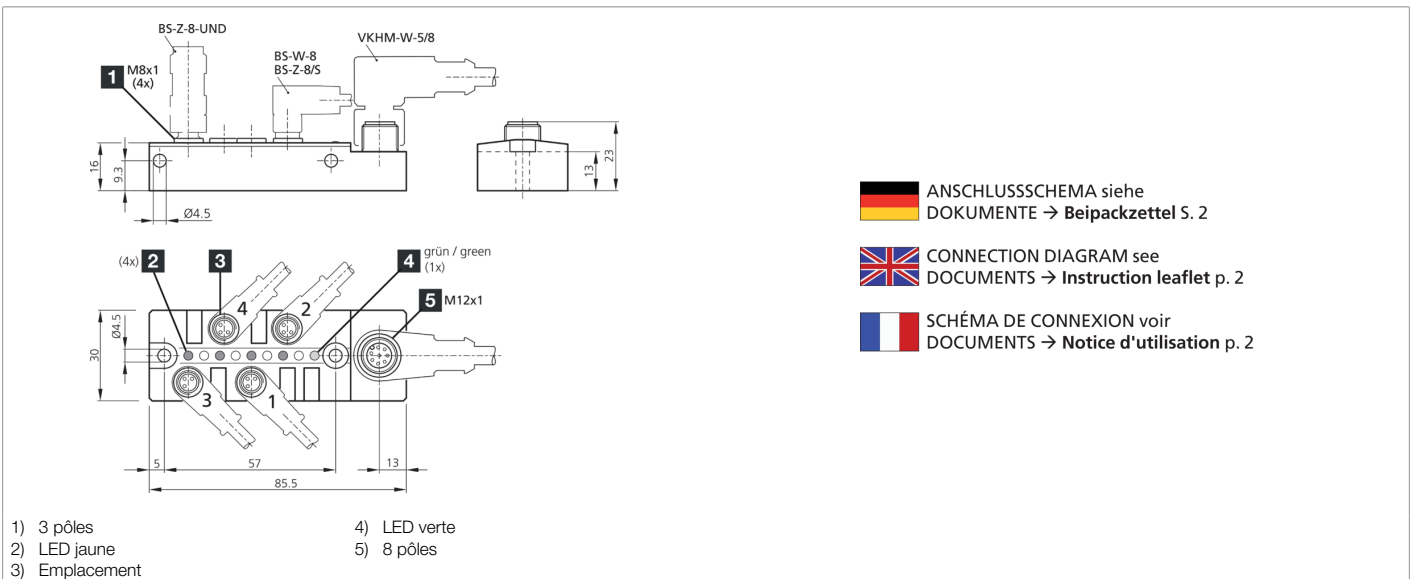 BS-Z-8-UND
VKHM-W-5/8
BS-W-8
BS-Z-8/S
1 M8x1
(4x)
16
9.3
Ø4.5
13
23
(4x) 2
3
4 grün / green
(1x)
5 M12x1
4
2
3
1
Ø4.5
30
5
57
13
85.5
ANSCHLUSSSCHEMA siehe
DOKUMENTE → Beipackzettel S. 2
CONNECTION DIAGRAM see
DOCUMENTS → Instruction leaflet p. 2
SCHÉMA DE CONNEXION voir
DOCUMENTS → Notice d'utilisation p. 2
1) 3 pôles
2) LED jaune
3) Emplacement
4) LED verte
5) 8 pôles